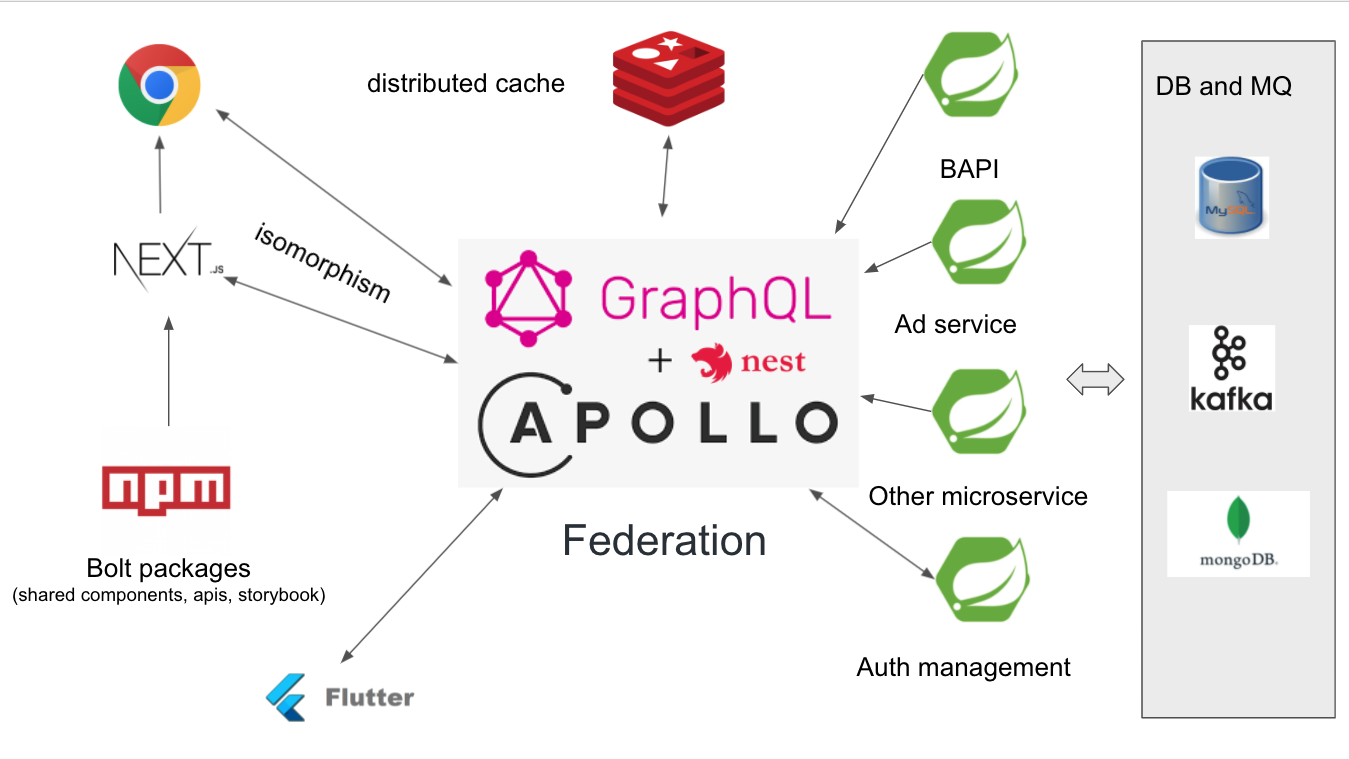 distributed cache
DB and MQ
BAPI
MySQL
NEXT.JS
isomorphism
GraphQL
+ nest
APOLLO
Ad service
kafka
npm
Other microservice
Federation
mongoDB.
Bolt packages
(shared components, apis, storybook)
Auth management
Flutter